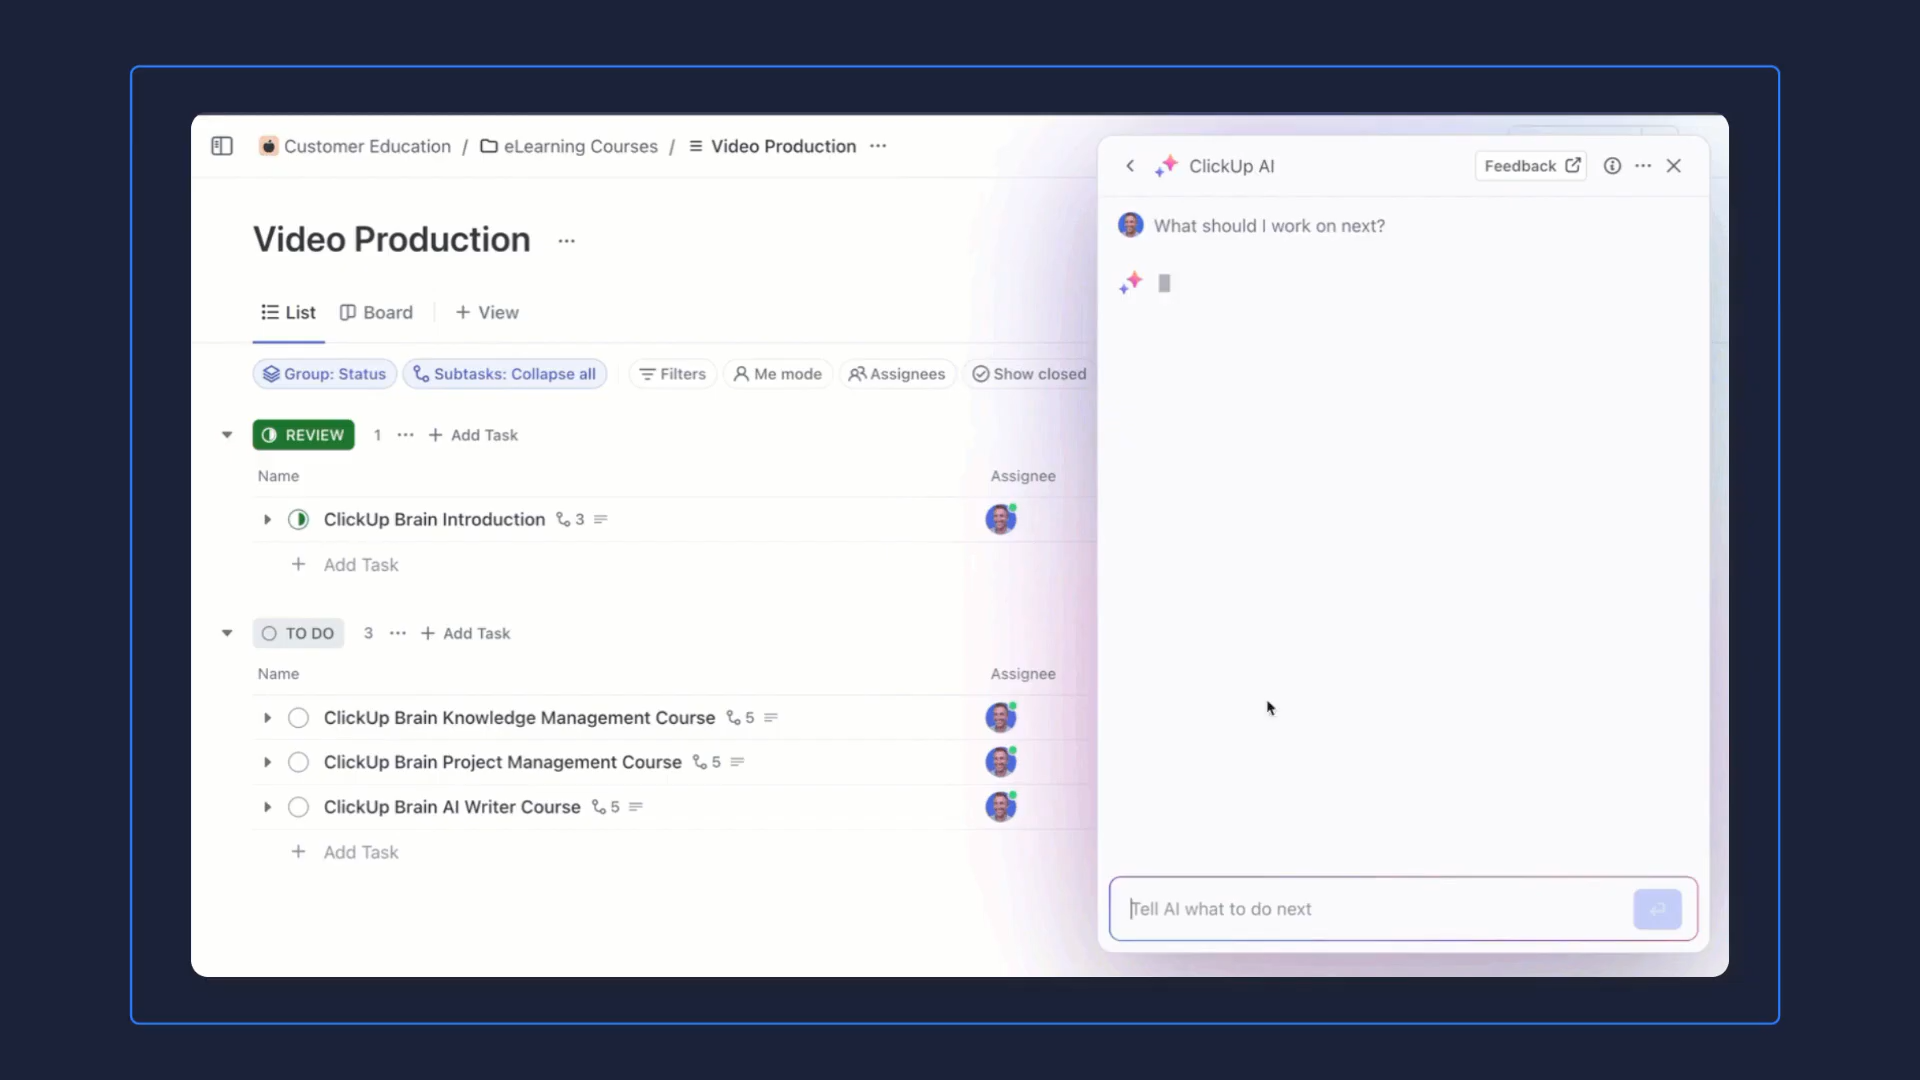 Customer Education / eLearning Courses / Video Production ...
Video Production ...
List Board + View
Group: Status Subtasks: Collapse all Filters Me mode Assignees Show closed
REVIEW 1 ... + Add Task
Name Assignee
ClickUp Brain Introduction 3
+ Add Task
TO DO 3 ... + Add Task
Name Assignee
ClickUp Brain Knowledge Management Course 5
ClickUp Brain Project Management Course 5
ClickUp Brain AI Writer Course 5
+ Add Task
ClickUp AI Feedback
What should I work on next?
Tell AI what to do next